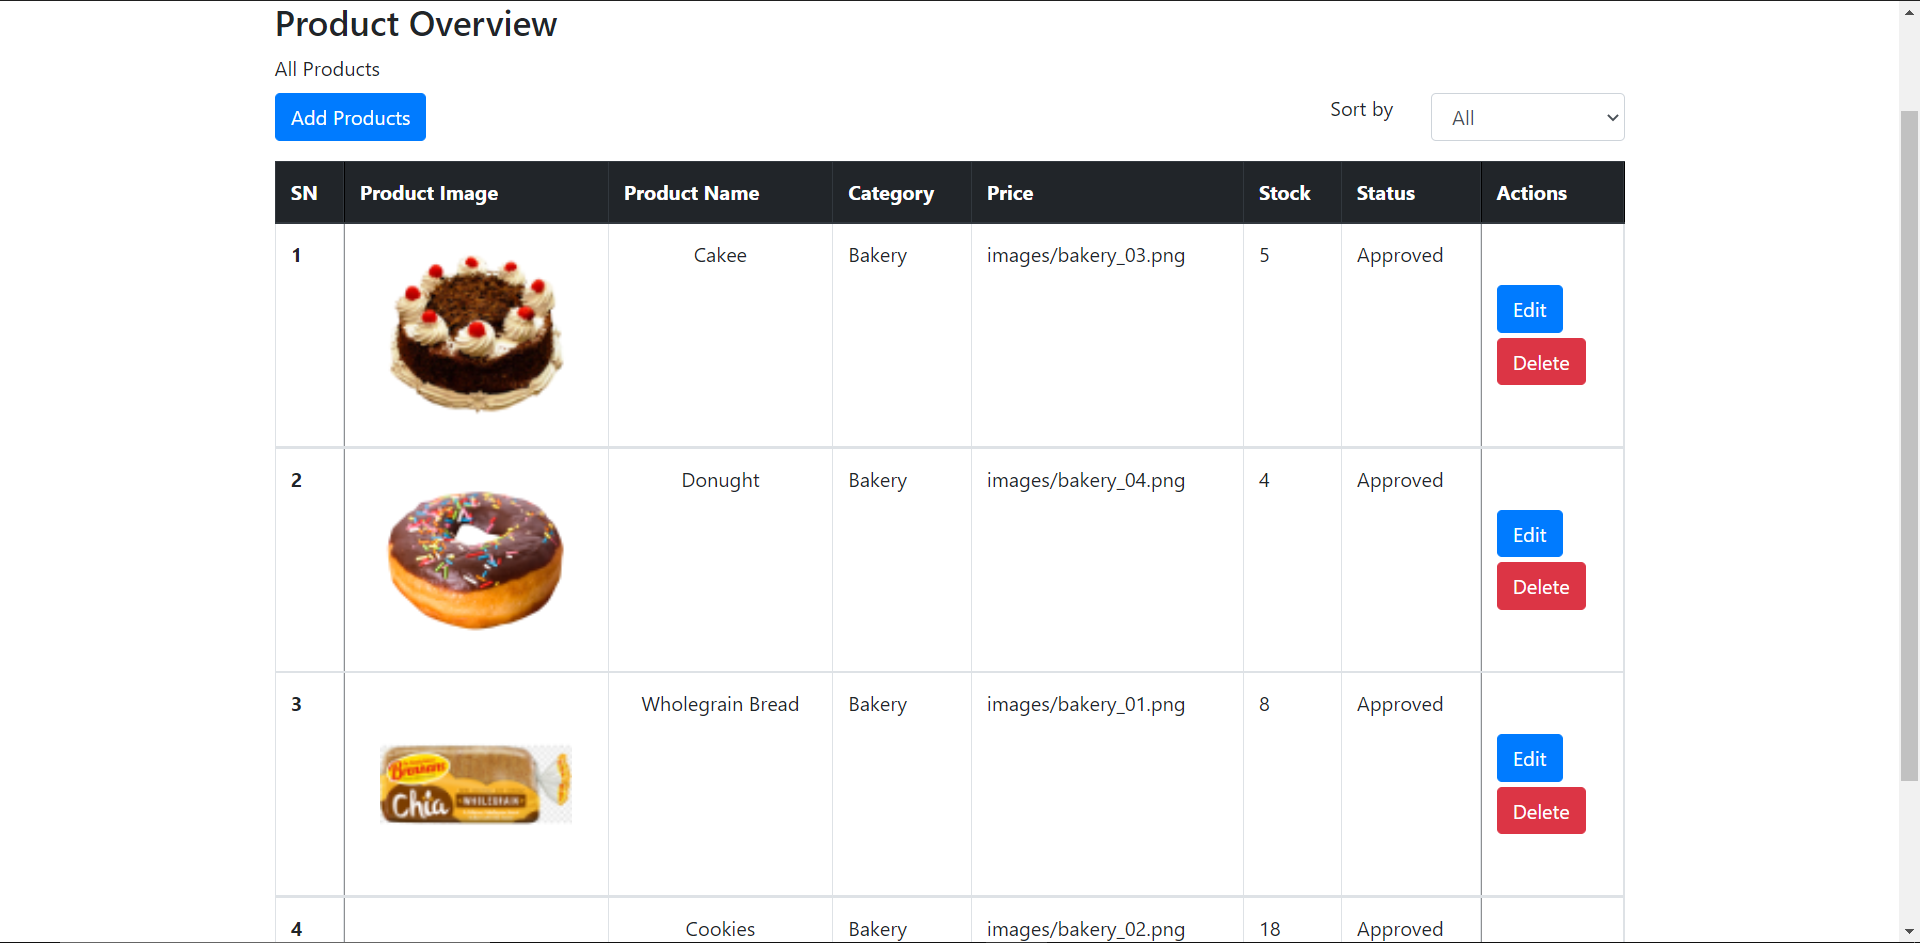 Product Overview
All Products
Add Products
Sort by
All
SN Product Image Product Name Category Price Stock Status Actions
1 Cakee Bakery images/bakery_03.png 5 Approved
Edit
Delete
2 Donught Bakery images/bakery_04.png 4 Approved
Edit
Delete
3 Wholegrain Bread Bakery images/bakery_01.png 8 Approved
Brennans
Chia WHOLEGRAIN
Edit
Delete
4 Cookies Bakery images/bakery_02.png 18 Approved